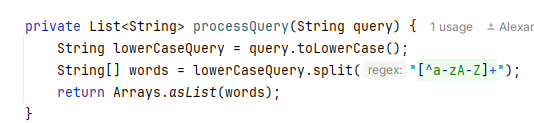 private List<String> processQuery(String query) { 1 usage Alexar
String lowerCaseQuery = query.toLowerCase();
String[] words = lowerCaseQuery.split( regex: "[^a-zA-Z]+");
return Arrays.asList(words);
}